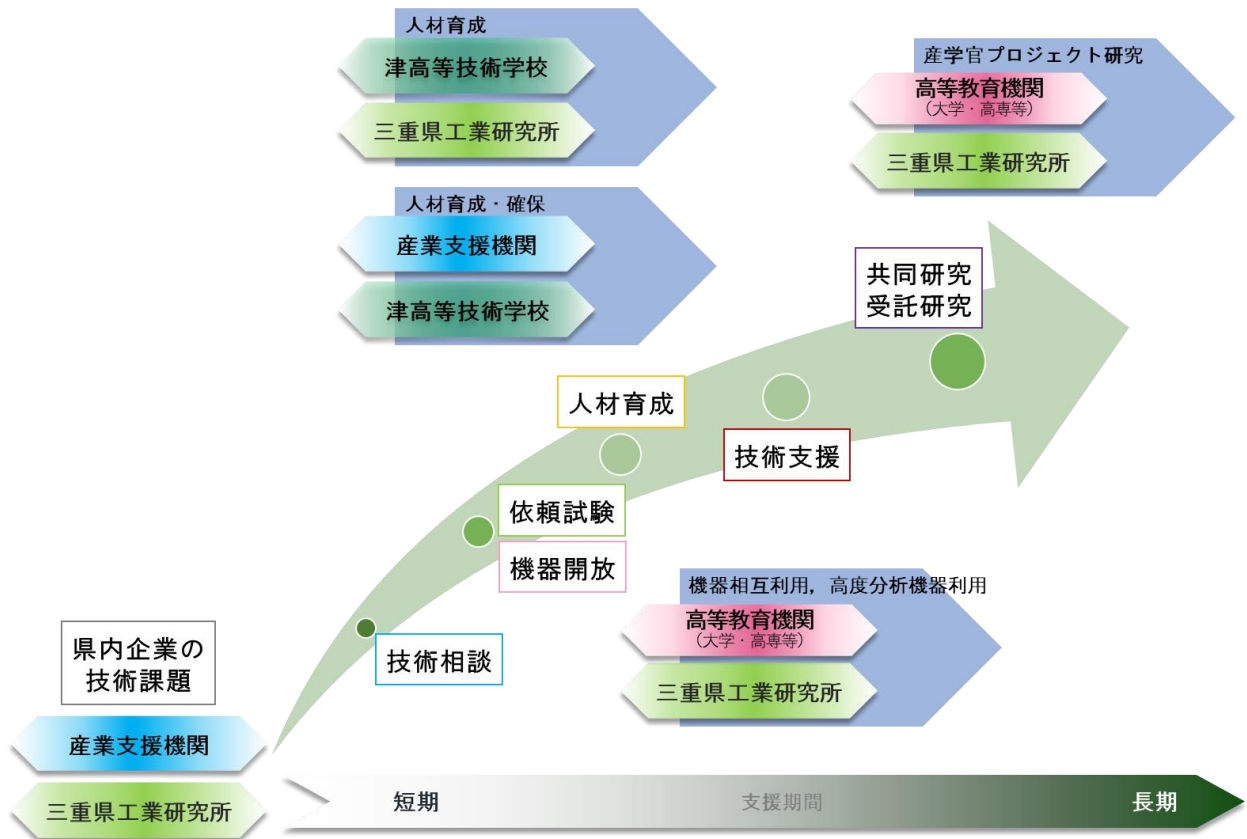 人材育成
津高等技術学校
三重県工業研究所
人材育成・確保
産業支援機関
津高等技術学校
産学官プロジェクト研究
高等教育機関
(大学・高専等)
三重県工業研究所
共同研究
受託研究
人材育成
技術支援
依頼試験
機器開放
技術相談
機器相互利用，高度分析機器利用
高等教育機関
(大学・高専等)
三重県工業研究所
県内企業の
技術課題
産業支援機関
三重県工業研究所
短期
支援期間
長期